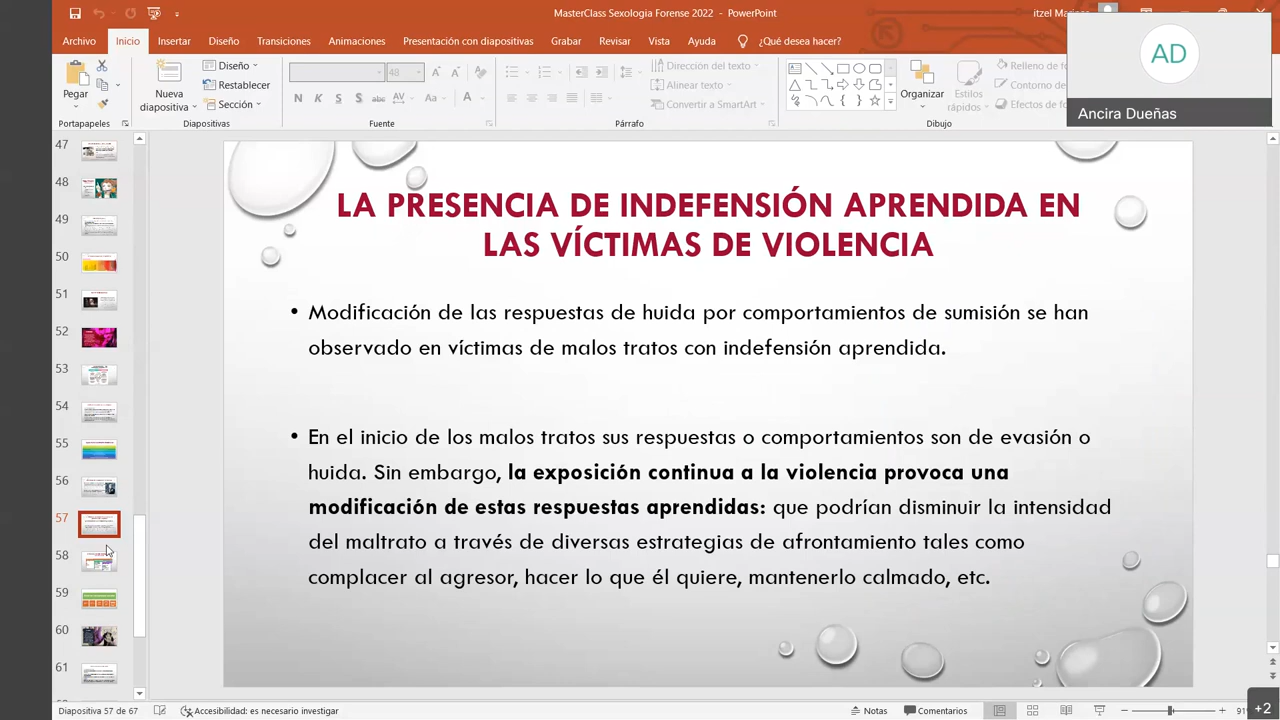 MasterClass Sexologia Forense 2022 - PowerPoint
Archivo Inicio Insertar Diseño Transiciones Animaciones Presentación con diapositivas Grabar Revisar Vista Ayuda ¿Qué desea hacer?
AD
Ancira Dueñas
Pegar
Nueva diapositiva
Diseño
Restablecer
Sección
48
N K S S abc AV Aa A
Dirección del texto
Alinear texto
Convertir a SmartArt
Organizar
Estilos rápidos
Portapapeles Diapositivas Fuente Párrafo Dibujo
47
48
49
50
51
52
53
54
55
56
57
58
59
60
61
LA PRESENCIA DE INDEFENSIÓN APRENDIDA EN
LAS VÍCTIMAS DE VIOLENCIA
• Modificación de las respuestas de huida por comportamientos de sumisión se han
observado en víctimas de malos tratos con indefensión aprendida.
• En el inicio de los malos tratos sus respuestas o comportamientos son de evasión o
huida. Sin embargo, la exposición continua a la violencia provoca una
modificación de estas respuestas aprendidas: que podrían disminuir la intensidad
del maltrato a través de diversas estrategias de afrontamiento tales como
complacer al agresor, hacer lo que él quiere, mantenerlo calmado, etc.
Diapositiva 57 de 67 Accesibilidad: es necesario investigar Notas Comentarios
+2